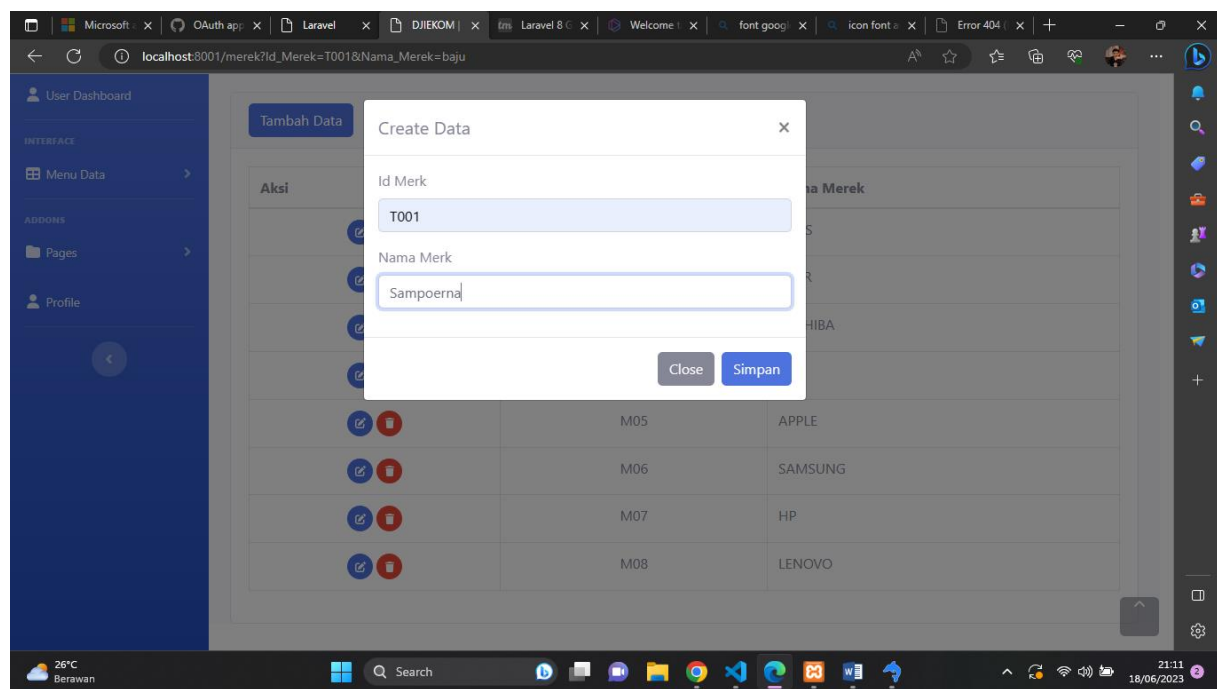 Microsoft a
OAuth app
Laravel
DJIEKOM |
Laravel 8 G
Welcome t
font googl
icon font a
Error 404 (
localhost:8001/merek?Id_Merek=T001&Nama_Merek=baju
User Dashboard
INTERFACE
Menu Data
ADDONS
Pages
Profile
Tambah Data
Create Data
Id Merk
T001
Nama Merk
Sampoerna
Close
Simpan
Aksi
na Merek
S
R
HIBA
M05 APPLE
M06 SAMSUNG
M07 HP
M08 LENOVO
26°C
Berawan
Search
21:11
18/06/2023
2